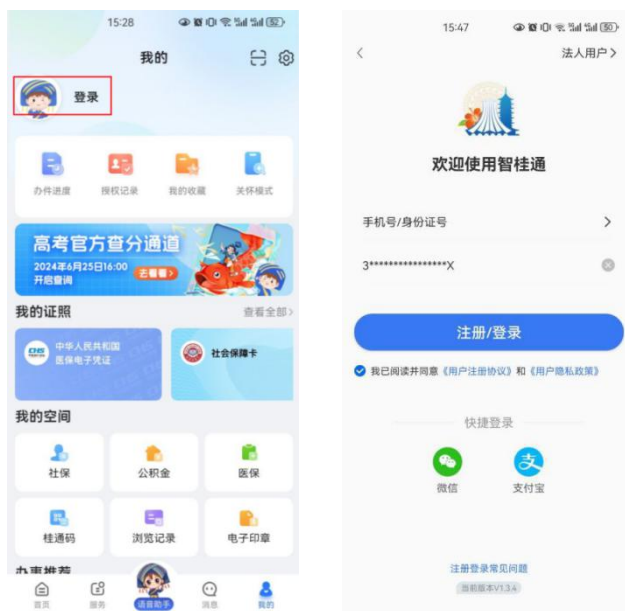 15:28
50
我的
登录
办件进度
授权记录
我的收藏
关怀模式
高考官方查分通道
2024年6月25日16:00
开启查询
去看看>
我的证照
查看全部>
中华人民共和国
医保电子凭证
社会保障卡
我的空间
社保
公积金
医保
桂通码
浏览记录
电子印章
办事推荐
首页
服务
语音助手
消息
我的
15:47
50
法人用户>
欢迎使用智桂通
手机号/身份证号
3****************X
注册/登录
我已阅读并同意《用户注册协议》和《用户隐私政策》
快捷登录
微信
支付宝
注册登录常见问题
当前版本V1.3.4